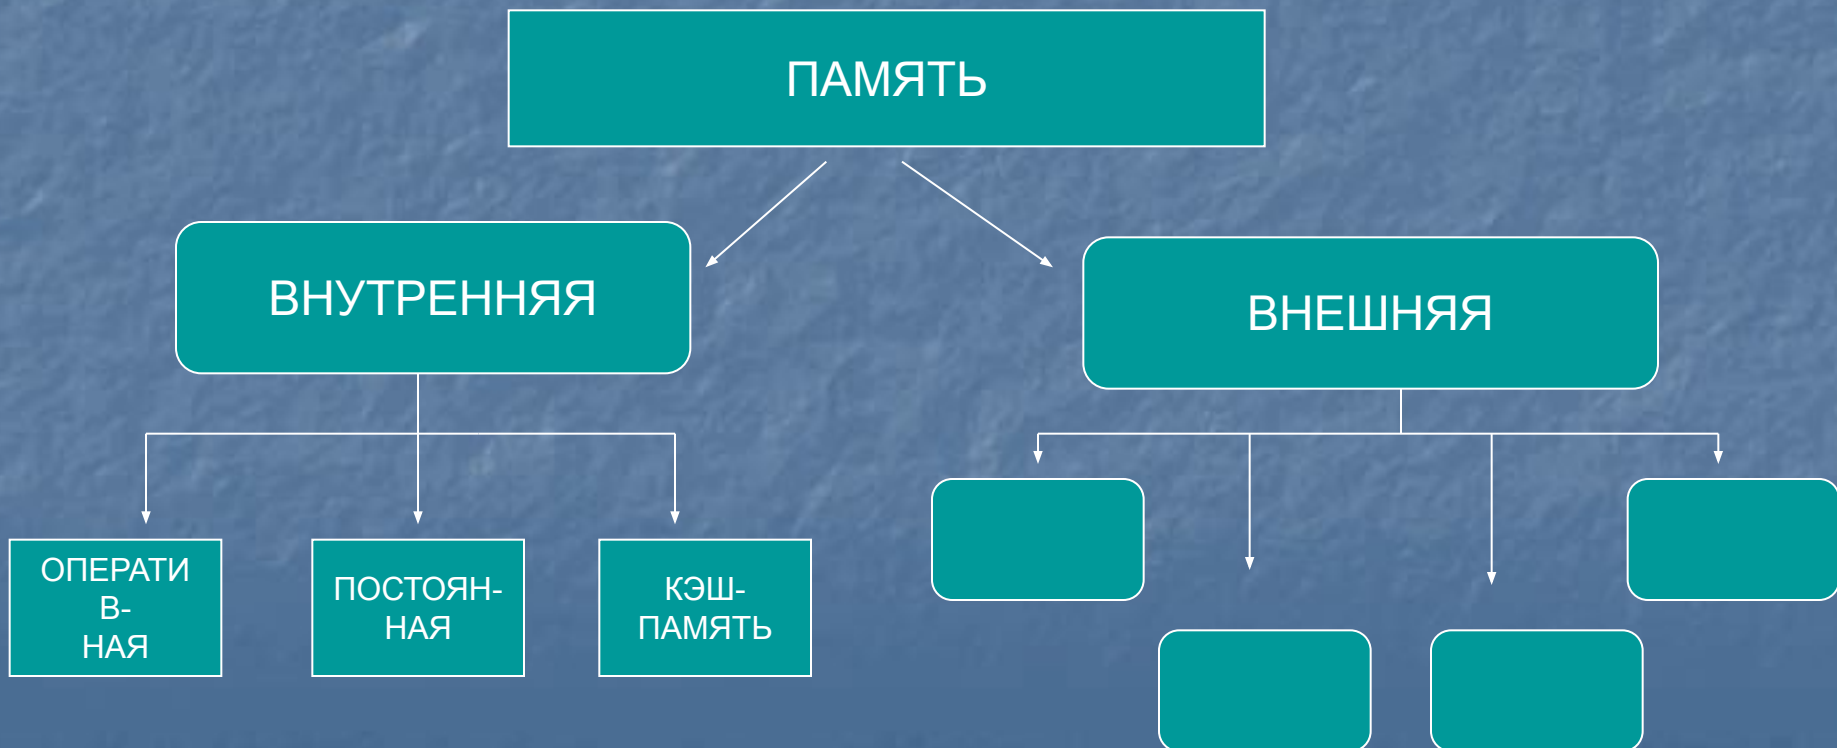 ПАМЯТЬ
ВНУТРЕННЯЯ
ВНЕШНЯЯ
ОПЕРАТИ
В-
НАЯ
ПОСТОЯН-
НАЯ
КЭШ-
ПАМЯТЬ